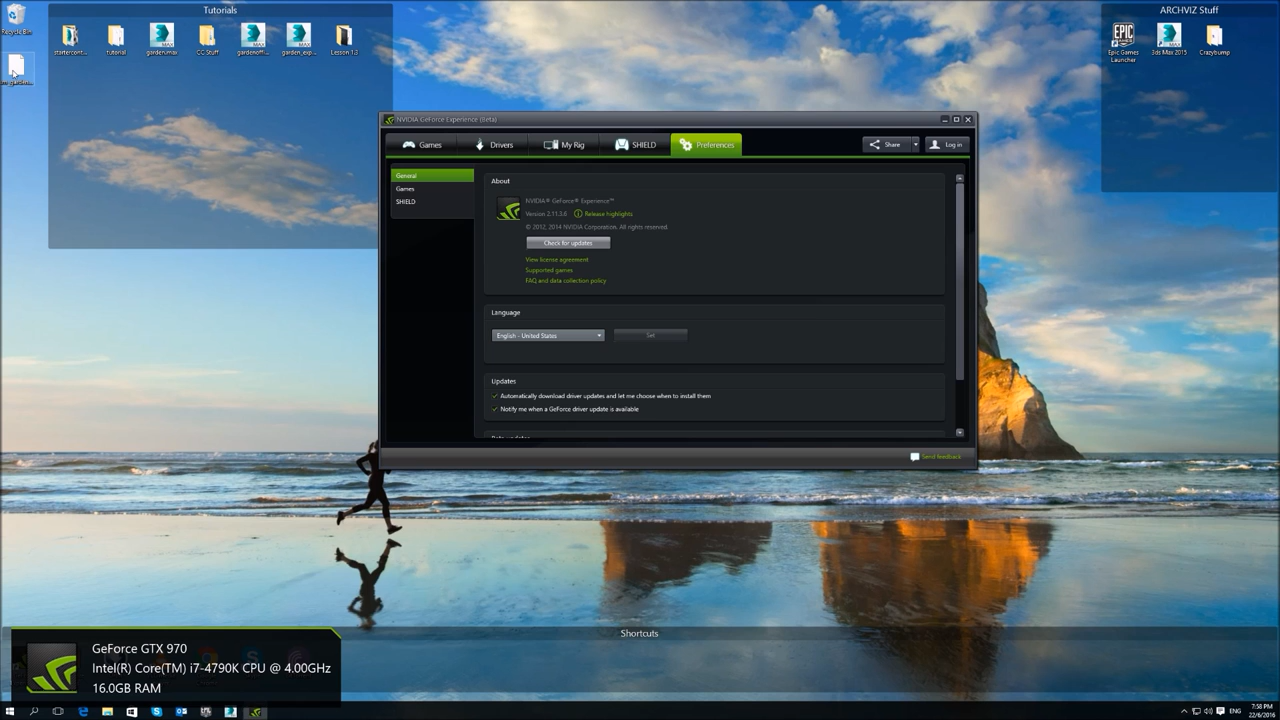 Tutorials
ARCHVIZ Stuff
Recycle Bin
startercont...
tutorial
garden.max
CC Stuff
gardenoffi...
garden_exp...
Lesson 1.3
Epic Games Launcher
3ds Max 2015
Crazybump
NVIDIA GeForce Experience (Beta)
Games
Drivers
My Rig
SHIELD
Preferences
Share
Log in
General
Games
SHIELD
About
NVIDIA® GeForce® Experience™
Version 2.11.3.6
Release highlights
© 2012, 2014 NVIDIA Corporation. All rights reserved.
Check for updates
View license agreement
Supported games
FAQ and data collection policy
Language
English - United States
Set
Updates
Automatically download driver updates and let me choose when to install them
Notify me when a GeForce driver update is available
Send feedback
Shortcuts
GeForce GTX 970
Intel(R) Core(TM) i7-4790K CPU @ 4.00GHz
16.0GB RAM
ENG
7:58 PM
22/6/2016